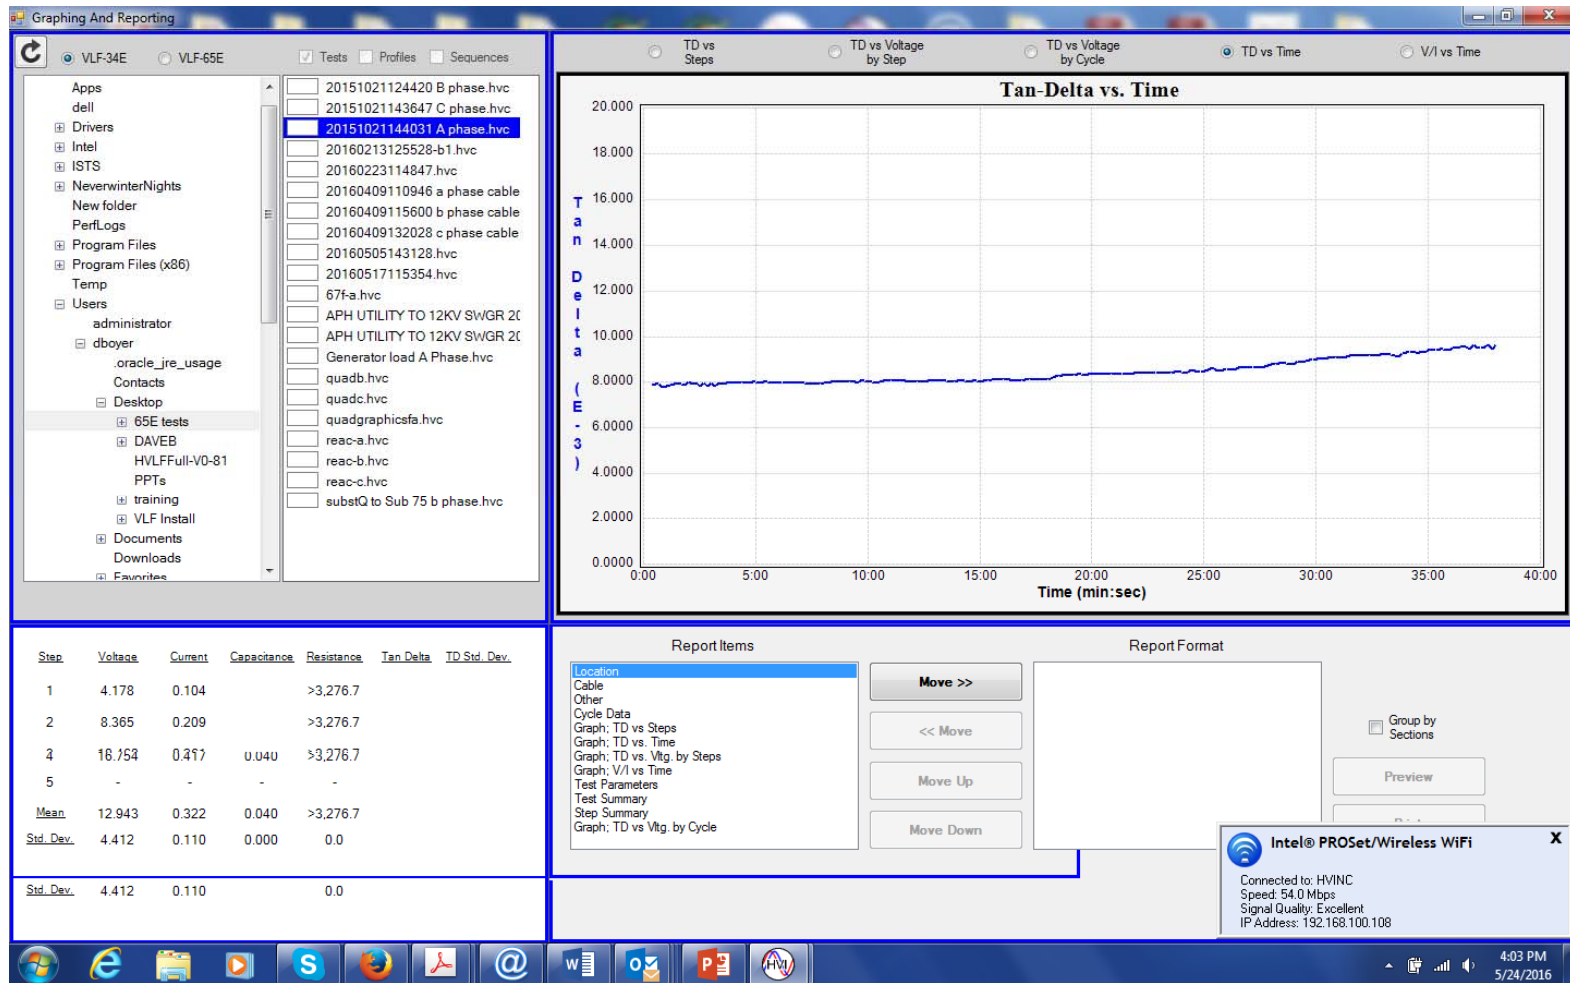 Graphing And Reporting
VLF-34E
VLF-65E
Tests
Profiles
Sequences
Apps
dell
Drivers
Intel
ISTS
NeverwinterNights
New folder
PerfLogs
Program Files
Program Files (x86)
Temp
Users
administrator
dboyer
.oracle_jre_usage
Contacts
Desktop
65E tests
DAVEB
HVLFFull-V0-81
PPTs
training
VLF Install
Documents
Downloads
Favorites
20151021124420 B phase.hvc
20151021143647 C phase.hvc
20151021144031 A phase.hvc
20160213125528-b1.hvc
20160223114847.hvc
20160409110946 a phase cable
20160409115600 b phase cable
20160409132028 c phase cable
20160505143128.hvc
20160517115354.hvc
67f-a.hvc
APH UTILITY TO 12KV SWGR 20
APH UTILITY TO 12KV SWGR 20
Generator load A Phase.hvc
quadb.hvc
quadc.hvc
quadgraphicsfa.hvc
reac-a.hvc
reac-b.hvc
reac-c.hvc
substQ to Sub 75 b phase.hvc
TD vs Steps
TD vs Voltage by Step
TD vs Voltage by Cycle
TD vs Time
V/I vs Time
Tan-Delta vs. Time
Tan Delta (E-3)
20.000
18.000
16.000
14.000
12.000
10.000
8.0000
6.0000
4.0000
2.0000
0.0000
0:00 5:00 10:00 15:00 20:00 25:00 30:00 35:00 40:00
Time (min:sec)
Step Voltage Current Capacitance Resistance Tan Delta TD Std. Dev.
1 4.178 0.104 >3,276.7
2 8.365 0.209 >3,276.7
0.040 >3,276.7
5 - - - -
Mean 12.943 0.322 0.040 >3,276.7
Std. Dev. 4.412 0.110 0.000 0.0
Std. Dev. 4.412 0.110 0.0
Report Items
Location
Cable
Other
Cycle Data
Graph; TD vs Steps
Graph; TD vs. Time
Graph; TD vs. Vltg. by Steps
Graph; V/I vs Time
Test Parameters
Test Summary
Step Summary
Graph; TD vs Vltg. by Cycle
Move >>
<< Move
Move Up
Move Down
Report Format
Group by Sections
Preview
Intel® PROSet/Wireless WiFi
X
Connected to: HVINC
Speed: 54.0 Mbps
Signal Quality: Excellent
IP Address: 192.168.100.108
HVI
4:03 PM
5/24/2016